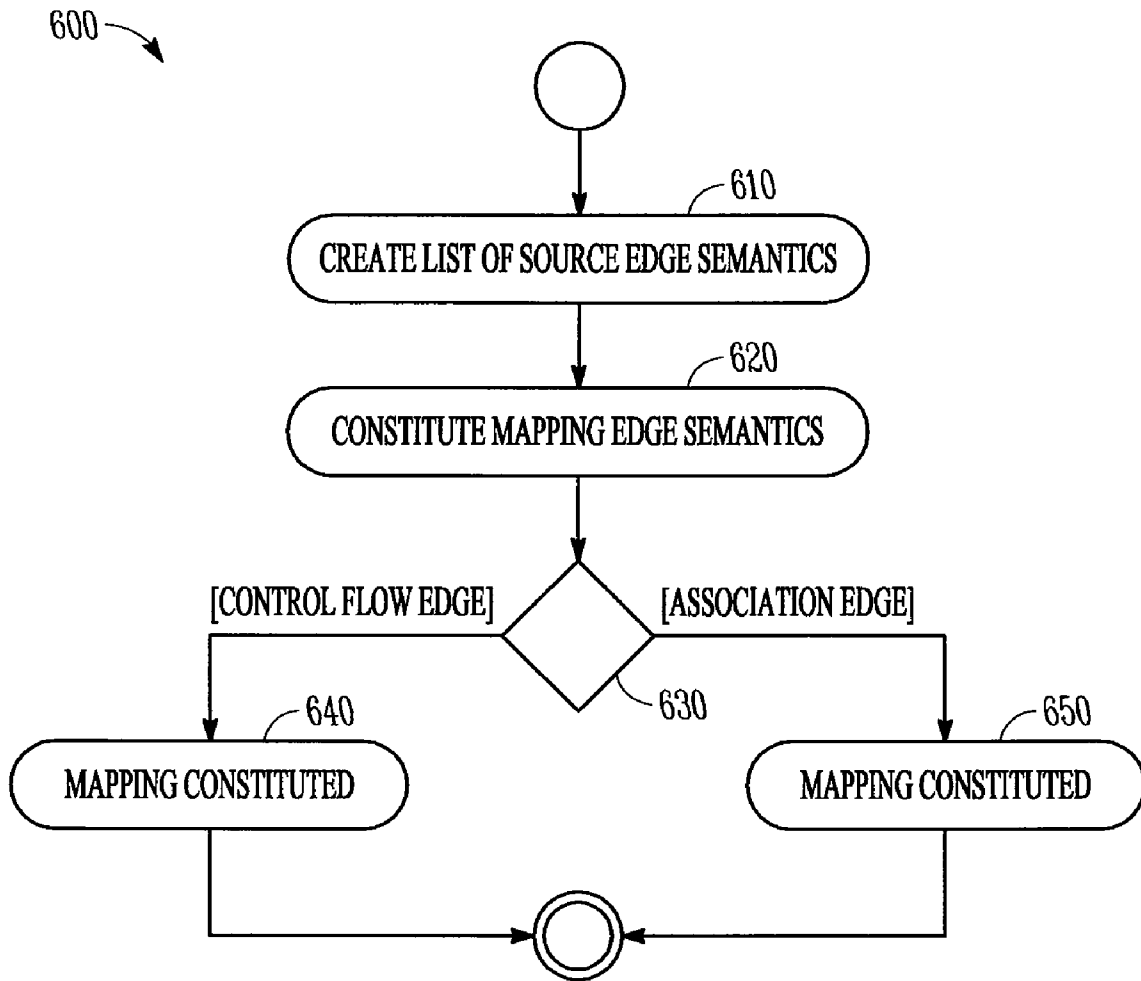 600
610
CREATE LIST OF SOURCE EDGE SEMANTICS
620
CONSTITUTE MAPPING EDGE SEMANTICS
[CONTROL FLOW EDGE]
[ASSOCIATION EDGE]
630
640
MAPPING CONSTITUTED
650
MAPPING CONSTITUTED